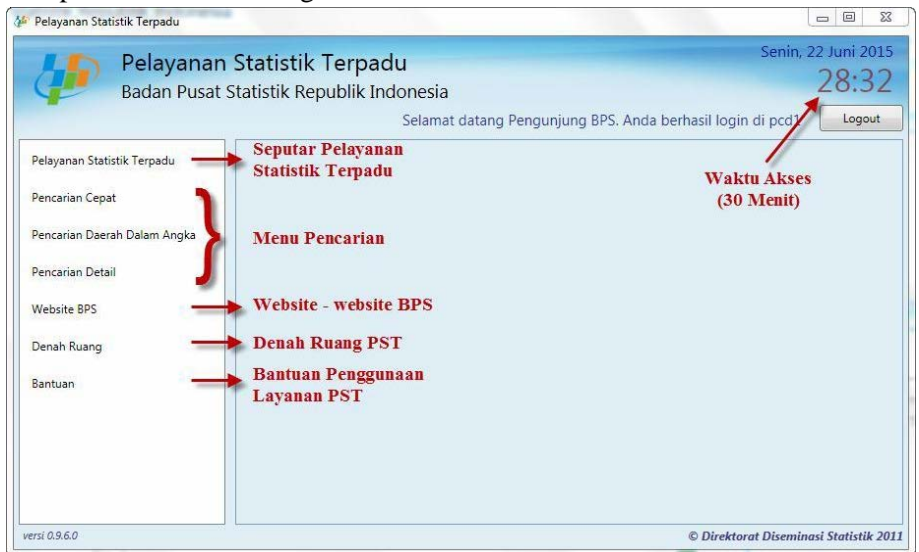 Pelayanan Statistik Terpadu
Pelayanan Statistik Terpadu
Badan Pusat Statistik Republik Indonesia
Senin, 22 Juni 2015
28:32
Selamat datang Pengunjung BPS. Anda berhasil login di pcd1
Logout
Pelayanan Statistik Terpadu
Seputar Pelayanan
Statistik Terpadu
Waktu Akses
(30 Menit)
Pencarian Cepat
Pencarian Daerah Dalam Angka
Menu Pencarian
Pencarian Detail
Website BPS
Website - website BPS
Denah Ruang
Denah Ruang PST
Bantuan
Bantuan Penggunaan
Layanan PST
versi 0.9.6.0
© Direktorat Diseminasi Statistik 2011